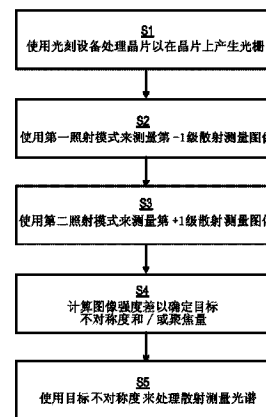 S1
使用光刻设备处理晶片以在晶片上产生光栅
S2
使用第一照射模式来测量第-1级散射测量图像
S3
使用第二照射模式来测量第+1级散射测量图像
S4
计算图像强度差以确定目标
不对称度和/或聚焦量
S5
使用目标不对称度来处理散射测量光谱